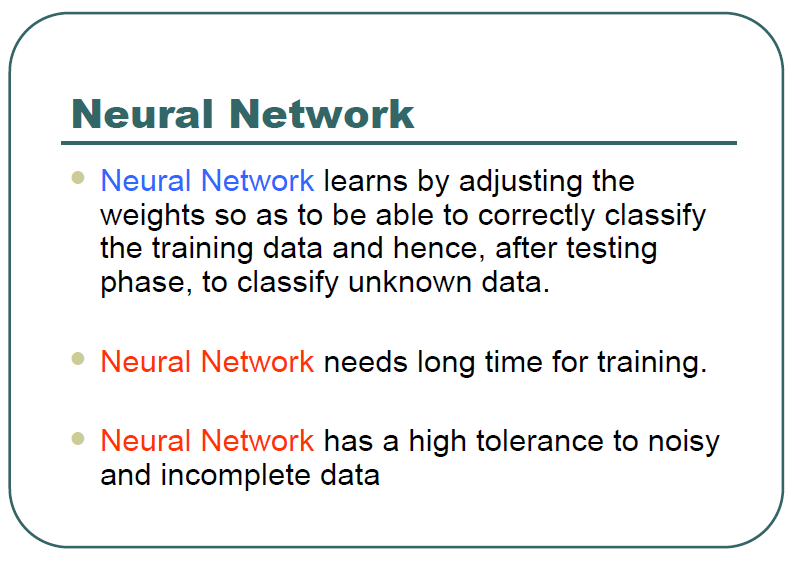 Neural Network
Neural Network learns by adjusting the
weights so as to be able to correctly classify
the training data and hence, after testing
phase, to classify unknown data.
Neural Network needs long time for training.
Neural Network has a high tolerance to noisy
and incomplete data